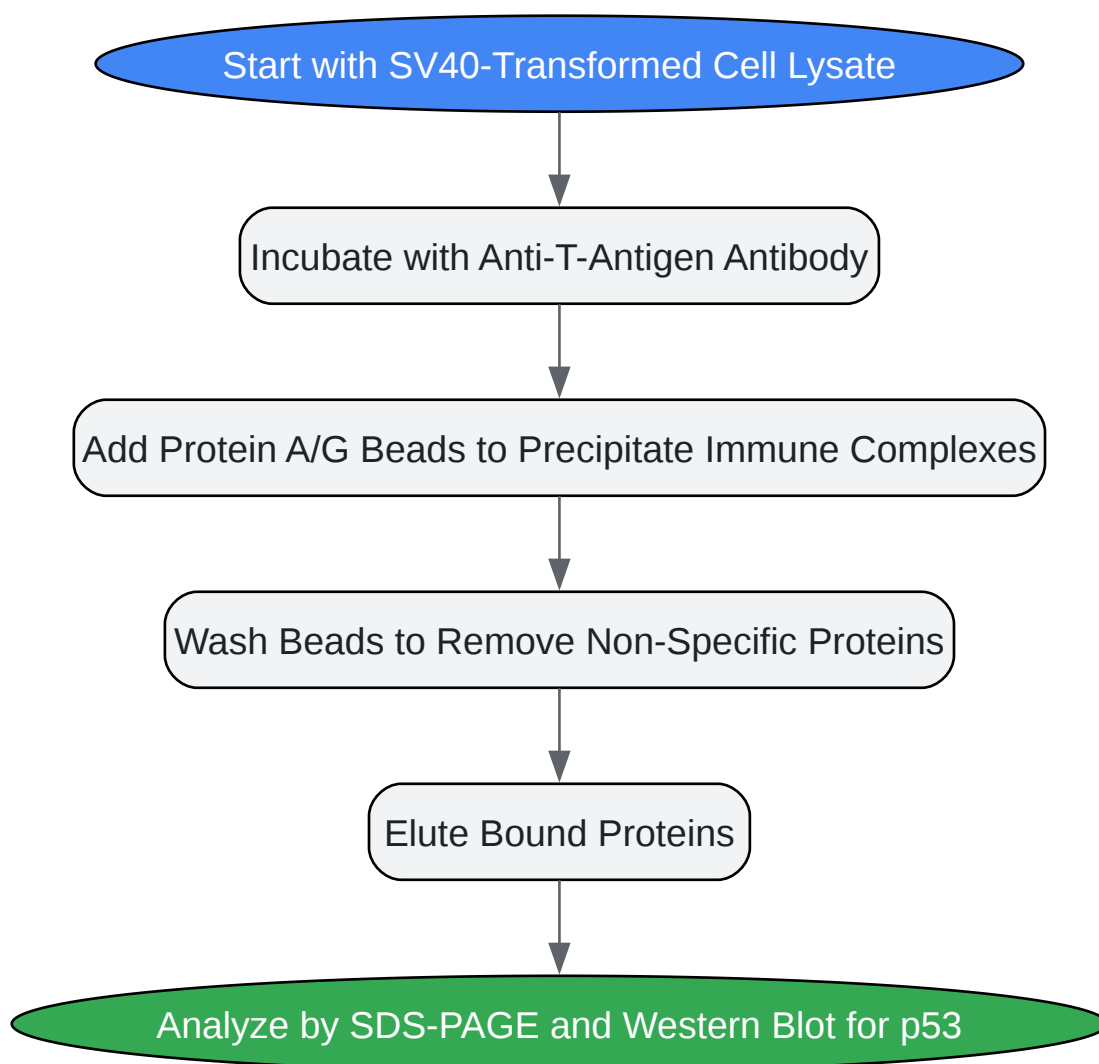 Start with SV40-Transformed Cell Lysate
Incubate with Anti-T-Antigen Antibody
Add Protein A/G Beads to Precipitate Immune Complexes
Wash Beads to Remove Non-Specific Proteins
Elute Bound Proteins
Analyze by SDS-PAGE and Western Blot for p53